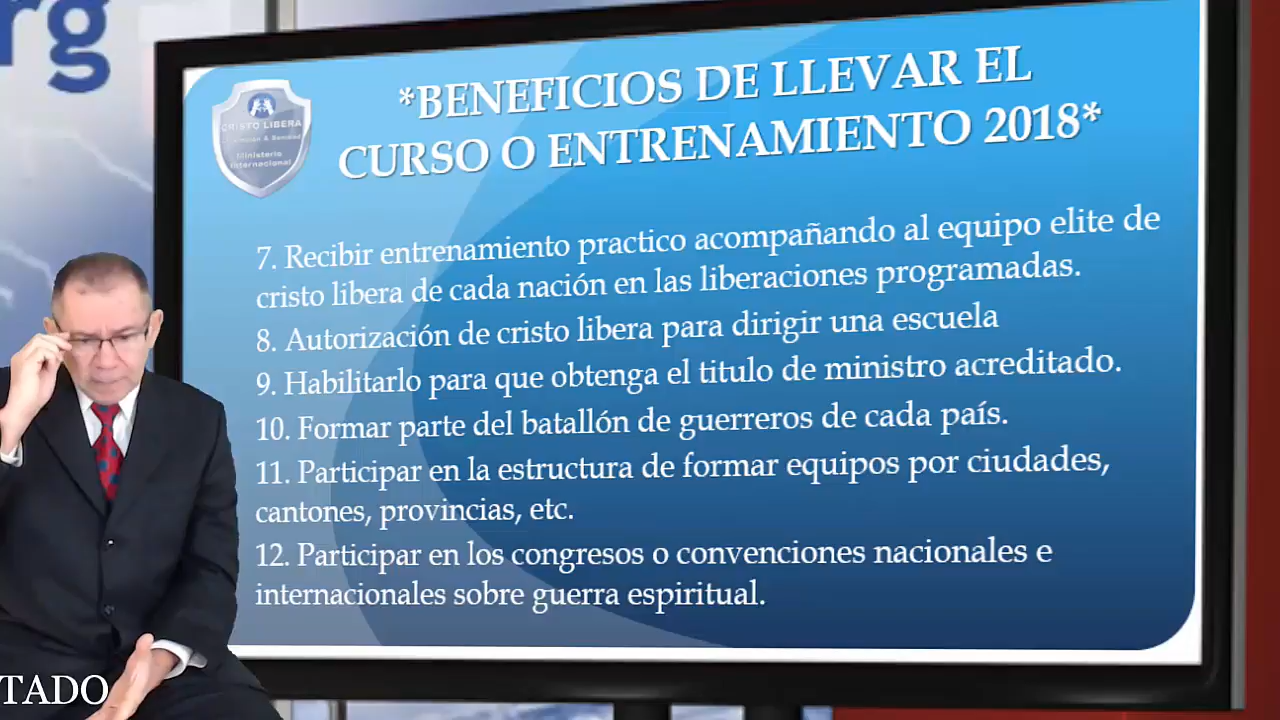 rg
*BENEFICIOS DE LLEVAR EL
CURSO O ENTRENAMIENTO 2018*
CRISTO LIBERA
Ministerio
Internacional
7. Recibir entrenamiento practico acompañando al equipo elite de
cristo libera de cada nación en las liberaciones programadas.
8. Autorización de cristo libera para dirigir una escuela
9. Habilitarlo para que obtenga el titulo de ministro acreditado.
10. Formar parte del batallón de guerreros de cada país.
11. Participar en la estructura de formar equipos por ciudades,
cantones, provincias, etc.
12. Participar en los congresos o convenciones nacionales e
internacionales sobre guerra espiritual.
TADO